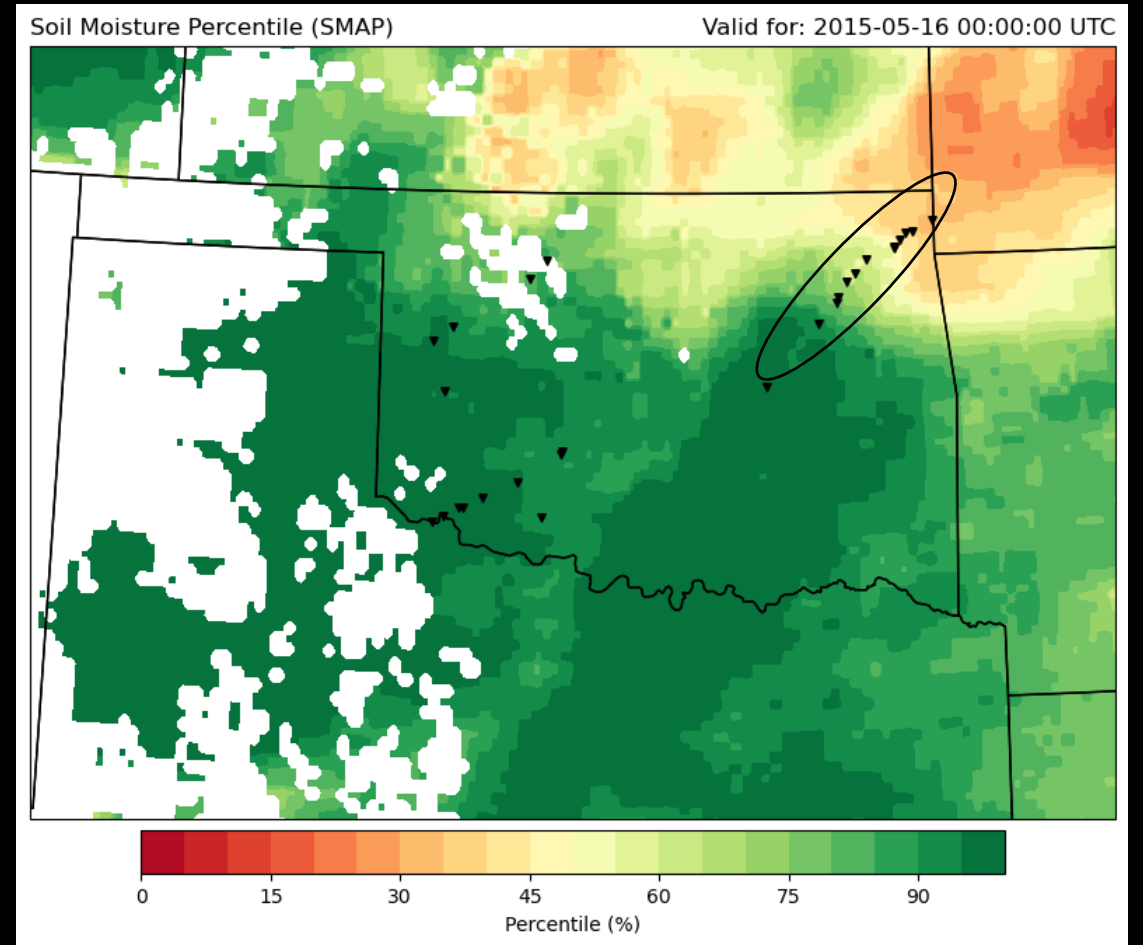 Soil Moisture Percentile (SMAP) Valid for: 2015-05-16 00:00:00 UTC
0 15 30 45 60 75 90
Percentile (%)